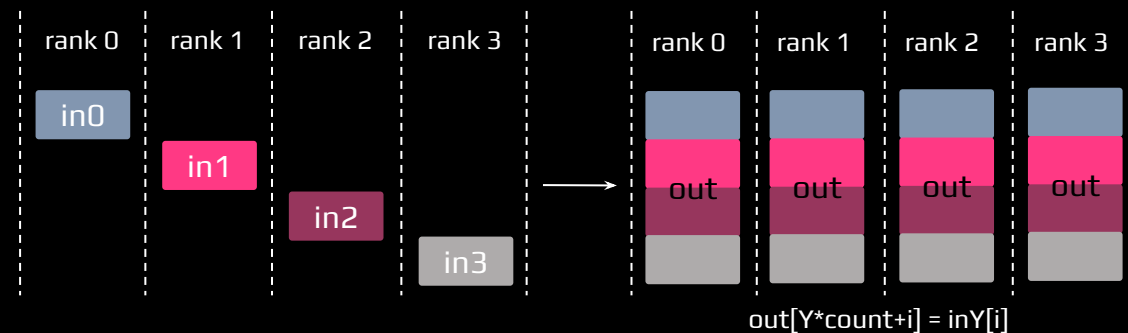 rank 0 rank 1 rank 2 rank 3 rank 0 rank 1 rank 2 rank 3
in0
in1
in2
in3
out out out out
out[Y*count+i] = inY[i]